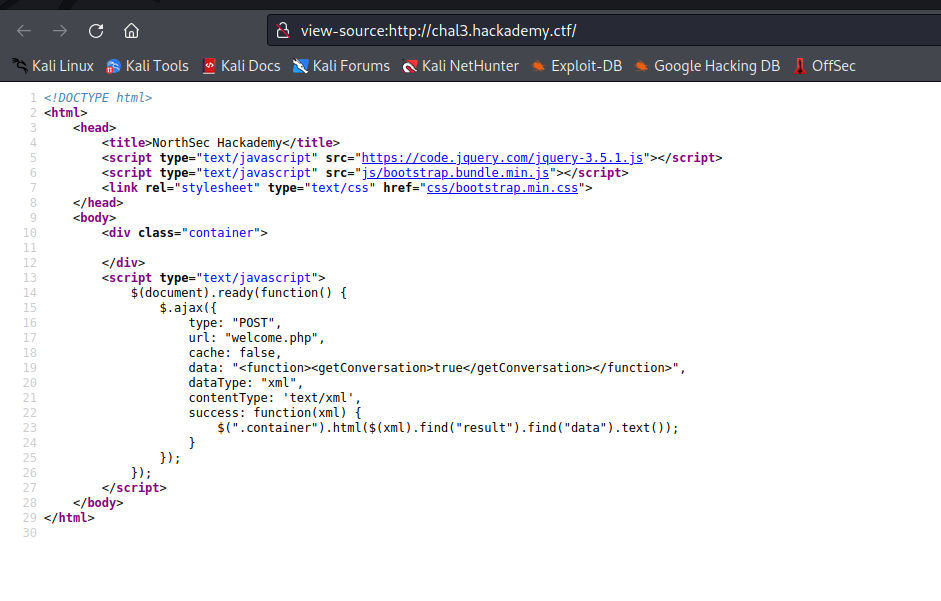 view-source:http://chal3.hackademy.ctf/
Kali Linux Kali Tools Kali Docs Kali Forums Kali NetHunter Exploit-DB Google Hacking DB OffSec
1 <!DOCTYPE html>
2 <html>
3     <head>
4         <title>NorthSec Hackademy</title>
5         <script type="text/javascript" src="https://code.jquery.com/jquery-3.5.1.js"></script>
6         <script type="text/javascript" src="js/bootstrap.bundle.min.js"></script>
7         <link rel="stylesheet" type="text/css" href="css/bootstrap.min.css">
8     </head>
9     <body>
10         <div class="container">
11
12         </div>
13         <script type="text/javascript">
14             $(document).ready(function() {
15                 $.ajax({
16                     type: "POST",
17                     url: "welcome.php",
18                     cache: false,
19                     data: "<function><getConversation>true</getConversation></function>",
20                     dataType: "xml",
21                     contentType: 'text/xml',
22                     success: function(xml) {
23                         $(".container").html($(xml).find("result").find("data").text());
24                     }
25                 });
26             });
27         </script>
28     </body>
29 </html>
30